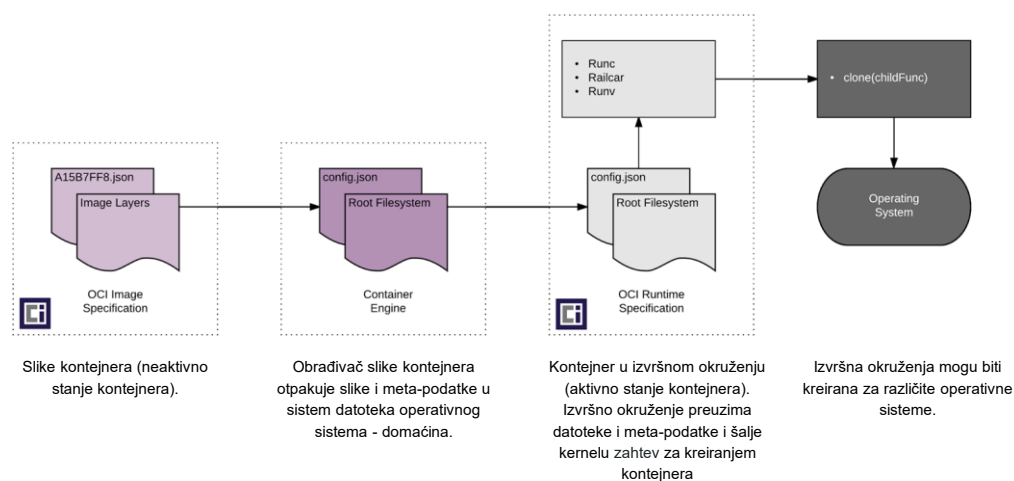 • Runc
• Railcar
• Runv
• clone(childFunc)
A15B7FF8.json
Image Layers
config.json
Root Filesystem
config.json
Root Filesystem
Operating
System
OCI Image
Specification
Container
Engine
OCI Runtime
Specification
Slike kontejnera (neaktivno
stanje kontejnera).
Obrađivač slike kontejnera
otpakuje slike i meta-podatke u
sistem datoteka operativnog
sistema - domaćina.
Kontejner u izvršnom okruženju
(aktivno stanje kontejnera).
Izvršno okruženje preuzima
datoteke i meta-podatke i šalje
kernelu zahtev za kreiranjem
kontejnera
Izvršna okruženja mogu biti
kreirana za različite operativne
sisteme.